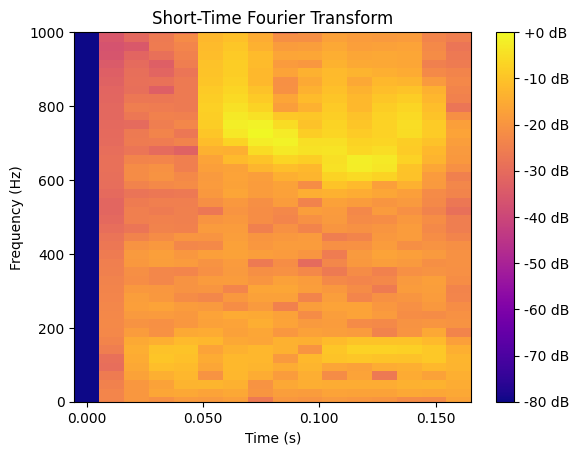 Short-Time Fourier Transform
1000
800
600
400
200
0
Frequency (Hz)
0.000
0.050
0.100
0.150
Time (s)
+0 dB
-10 dB
-20 dB
-30 dB
-40 dB
-50 dB
-60 dB
-70 dB
-80 dB